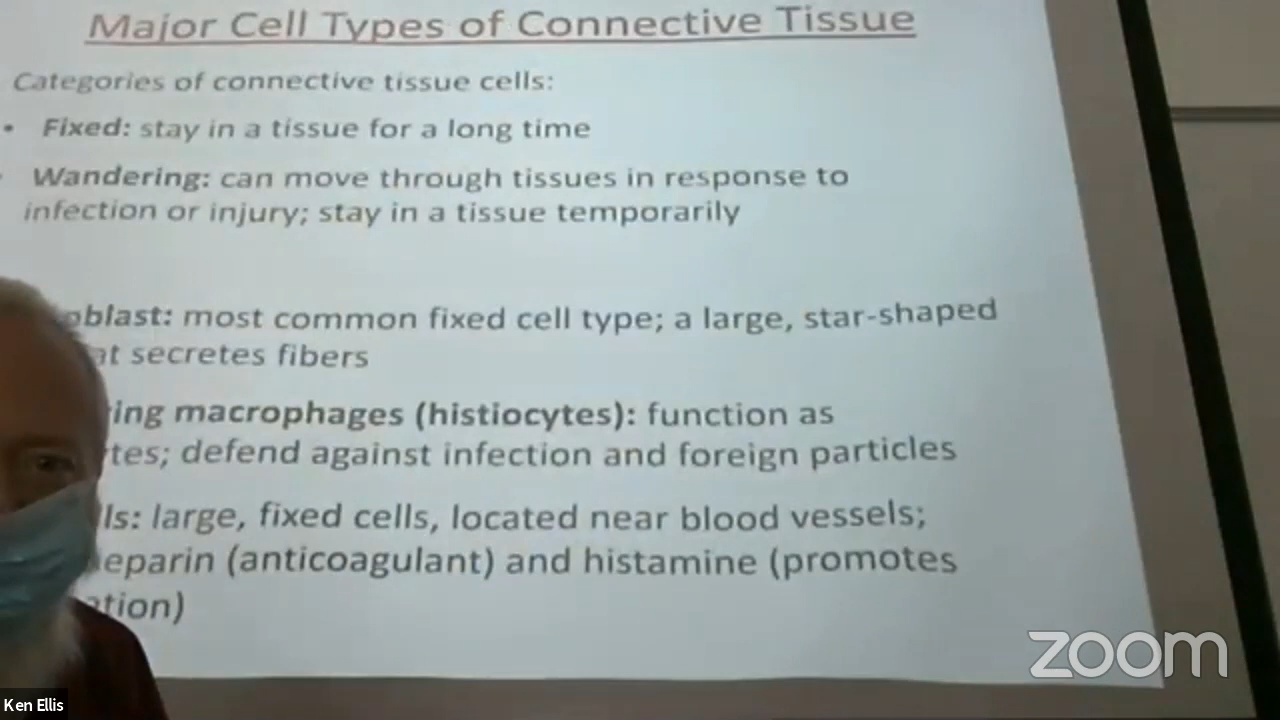 Major Cell Types of Connective Tissue
Categories of connective tissue cells:
• Fixed: stay in a tissue for a long time
Wandering: can move through tissues in response to
infection or injury; stay in a tissue temporarily
oblast: most common fixed cell type; a large, star-shaped
at secretes fibers
ing macrophages (histiocytes): function as
tes; defend against infection and foreign particles
ls: large, fixed cells, located near blood vessels;
eparin (anticoagulant) and histamine (promotes
ation)
zoom
Ken Ellis